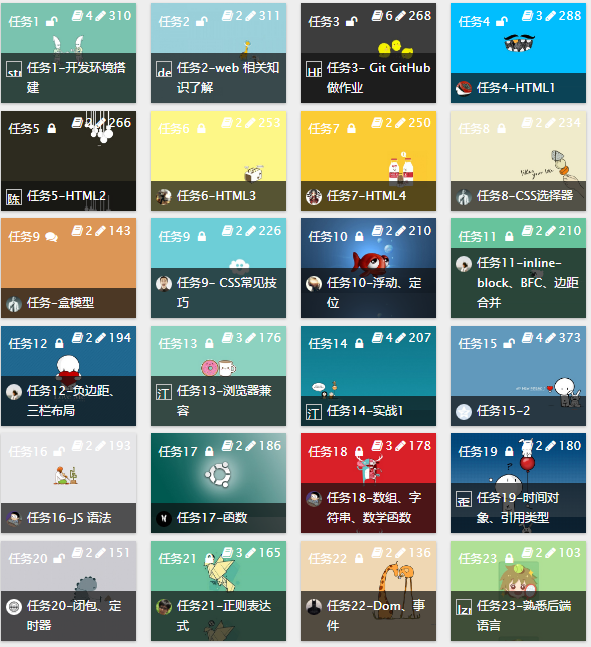 任务1 4 310
任务1-开发环境搭
建
任务2 2 311
任务2-web 相关知
识了解
任务3 6 268
任务3- Git GitHub
做作业
任务4 3 288
任务4-HTML1
任务5 2 266
陈
任务5-HTML2
任务6 2 253
任务6-HTML3
任务7 2 250
任务7-HTML4
任务8 2 234
任务8-CSS选择器
任务9 2 143
任务-盒模型
任务9 2 226
任务9- CSS常见技
巧
任务10 2 210
任务10-浮动、定
位
任务11 2 210
任务11-inline-
block、BFC、边距
合并
任务12 2 194
任务12-负边距、
三栏布局
任务13 3 176
任务13-浏览器兼
容
任务14 4 207
任务14-实战1
任务15 4 373
任务15-2
任务16 2 193
任务16-JS 语法
任务17 2 186
任务17-函数
任务18 3 178
任务18-数组、字
符串、数学函数
任务19 2 180
任务19-时间对
象、引用类型
任务20 2 151
任务20-闭包、定
时器
任务21 3 165
任务21-正则表达
式
任务22 2 136
任务22-Dom、事
件
任务23 2 103
任务23-熟悉后端
语言